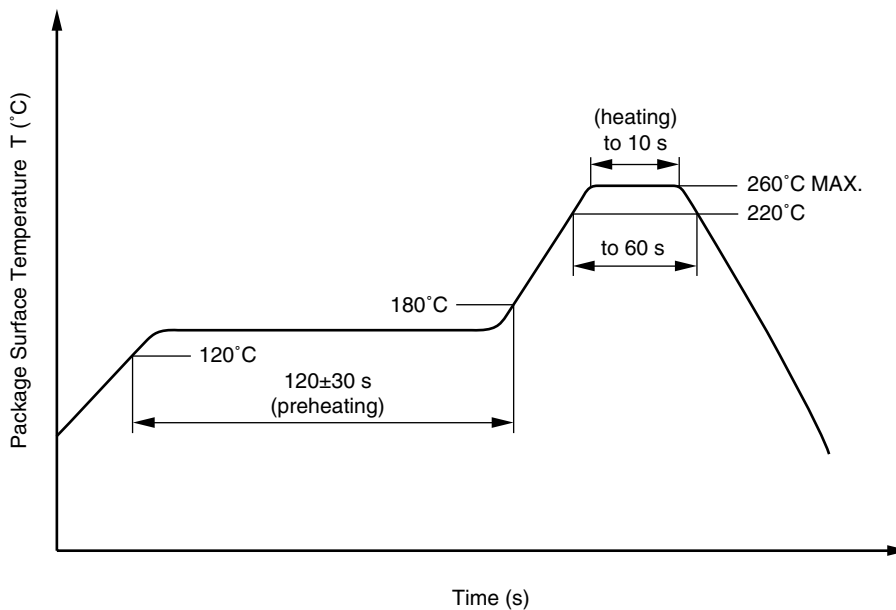 Package Surface Temperature T (˚C)
(heating)
to 10 s
260˚C MAX.
220˚C
to 60 s
180˚C
120˚C
120±30 s
(preheating)
Time (s)